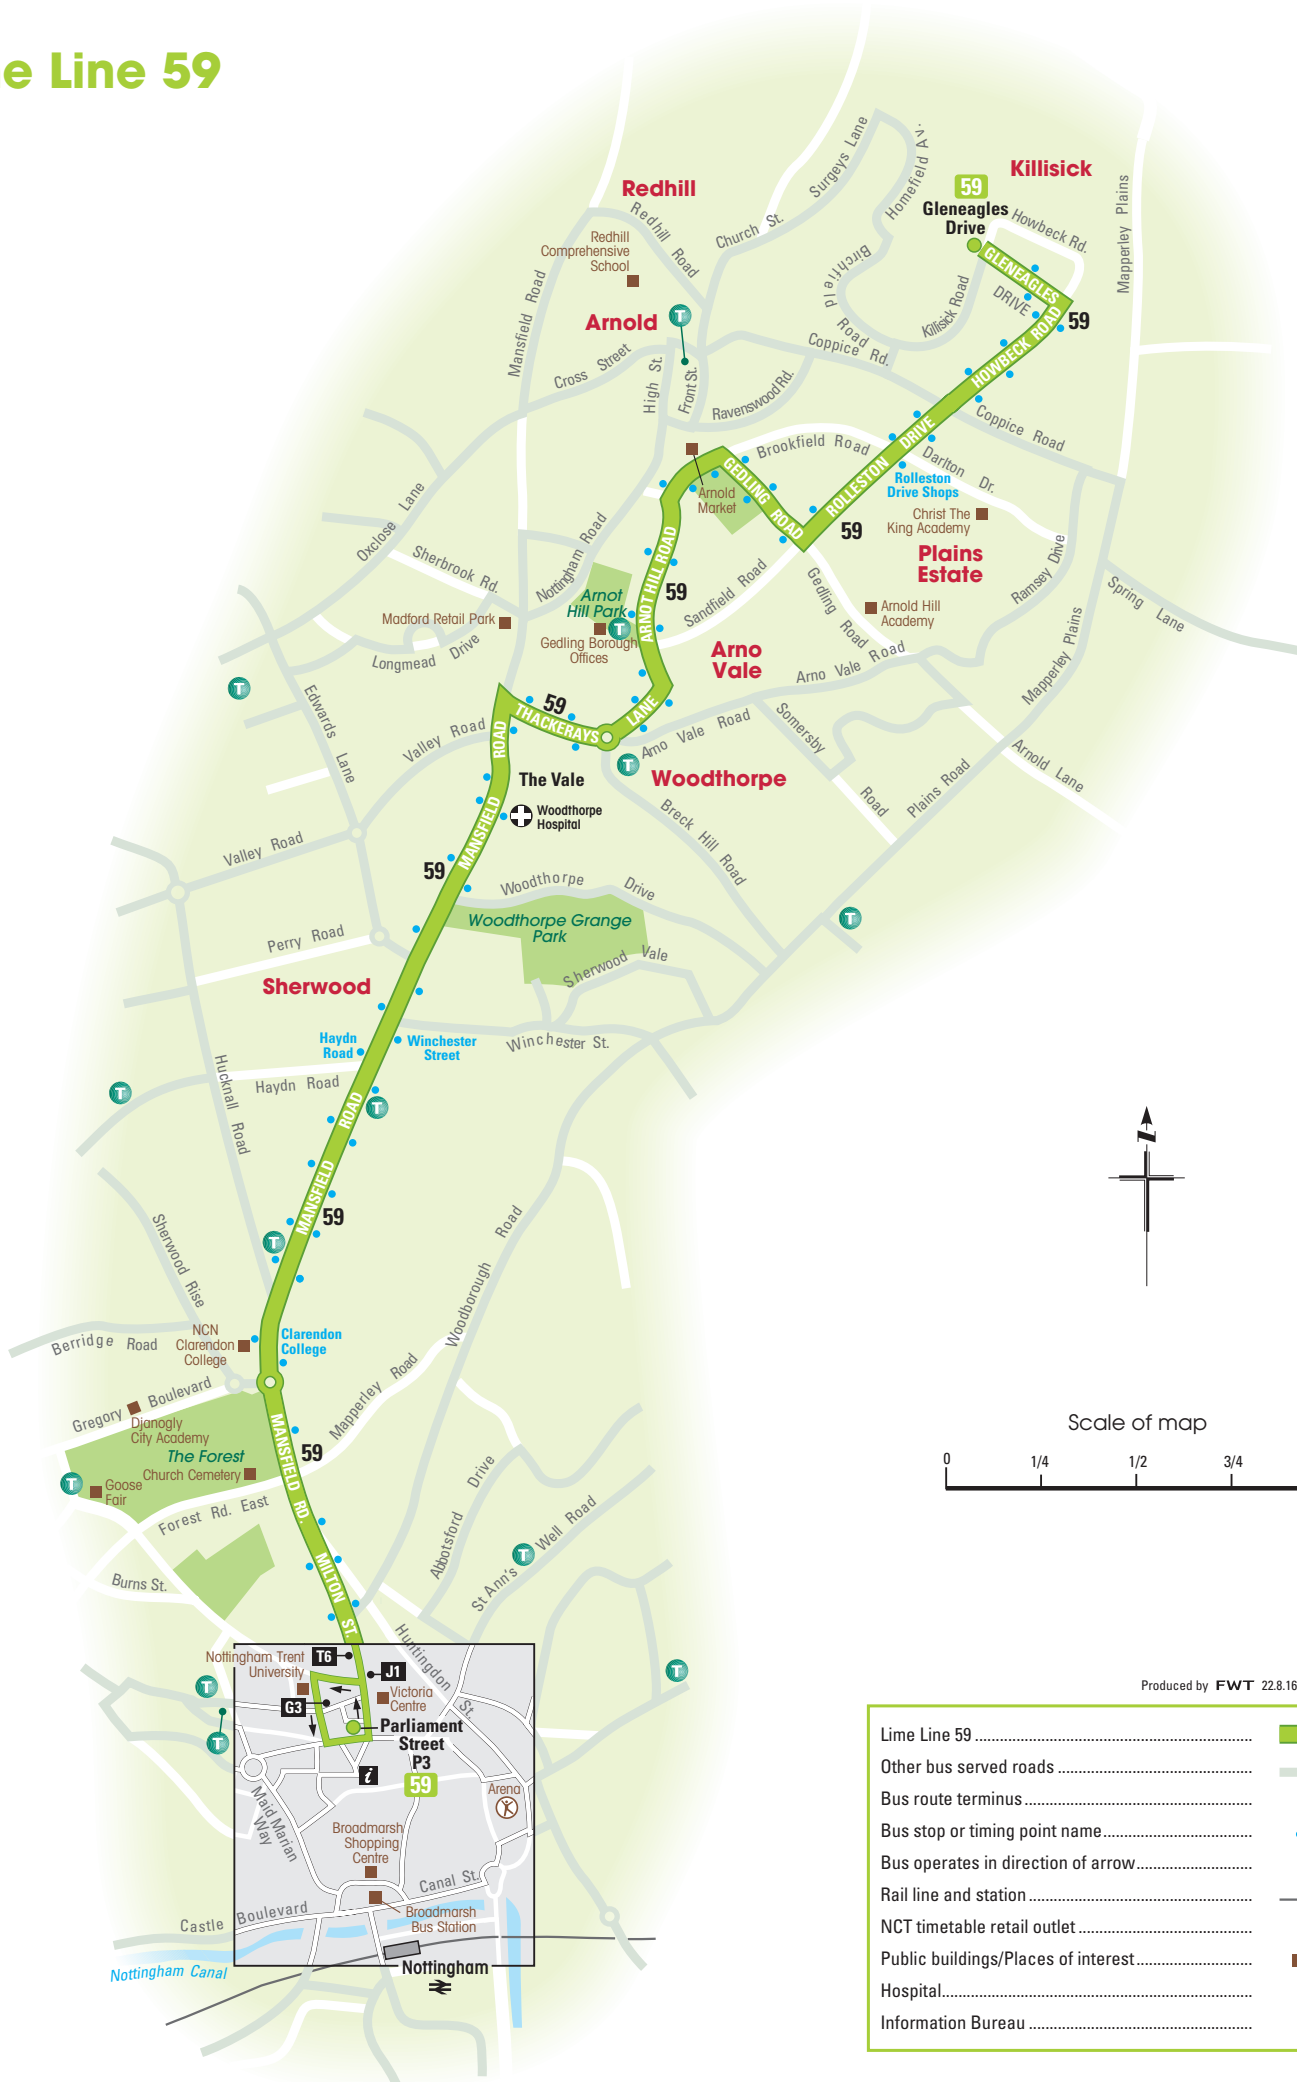 e Line 59
Killisick
59
Gleneagles
Drive
Howbeck Rd.
Mapperley Plains
Surgeys Lane
Homefield Av.
Birchfield
Road
Church St.
Redhill
Redhill Road
Redhill
Comprehensive
School
Mansfield Road
Arnold
T
GLENEAGLES
DRIVE
59
HOWBECK ROAD
Killisick Road
Coppice Rd.
Cross Street
High St.
Front St.
Ravenswood Rd.
Coppice Road
Brookfield Road
ROLLESTON DRIVE
Darlton Dr.
Rolleston
Drive Shops
GEDLING ROAD
Arnold
Market
Christ The
King Academy
59
Plains
Estate
Oxclose Lane
Sherbrook Rd.
Nottingham Road
ARNOT HILL ROAD
59
Sandfield Road
Gedling Road
Ramsey Drive
Spring Lane
Arnot
Hill Park
T
Madford Retail Park
Gedling Borough
Offices
Arnold Hill
Academy
Longmead Drive
Arno
Vale
Arno Vale Road
Mapperley Plains
T
Edwards Lane
59
THACKERAYS LANE
Valley Road
ROAD
Arno Vale Road
Somersby Road
Arnold Lane
T
Woodthorpe
The Vale
Woodthorpe
Hospital
Breck Hill Road
Plains Road
MANSFIELD
59
Valley Road
Woodthorpe Drive
Woodthorpe Grange
Park
T
Perry Road
Sherwood Vale
Sherwood
Haydn
Road
Winchester
Street
Winchester St.
Hucknall Road
Haydn Road
T
T
MANSFIELD ROAD
59
T
Sherwood Rise
Woodborough Road
Berridge Road
NCN
Clarendon
College
Clarendon
College
Mapperley Road
Gregory Boulevard
Djanogly
City Academy
The Forest
Church Cemetery
MANSFIELD RD.
59
T
Goose
Fair
Forest Rd. East
Abbotsford Drive
St Ann's Well Road
T
Burns St.
MILTON ST.
Huntingdon St.
Nottingham Trent
University
T6
J1
T
T
G3
Victoria
Centre
Parliament
Street
P3
59
T
i
Arena
Maid Marian
Way
Broadmarsh
Shopping
Centre
Canal St.
Castle Boulevard
Broadmarsh
Bus Station
Nottingham Canal
Nottingham
N
Scale of map
0 1/4 1/2 3/4
Produced by FWT 22.8.16
Lime Line 59
Other bus served roads
Bus route terminus
Bus stop or timing point name
Bus operates in direction of arrow
Rail line and station
NCT timetable retail outlet
Public buildings/Places of interest
Hospital
Information Bureau